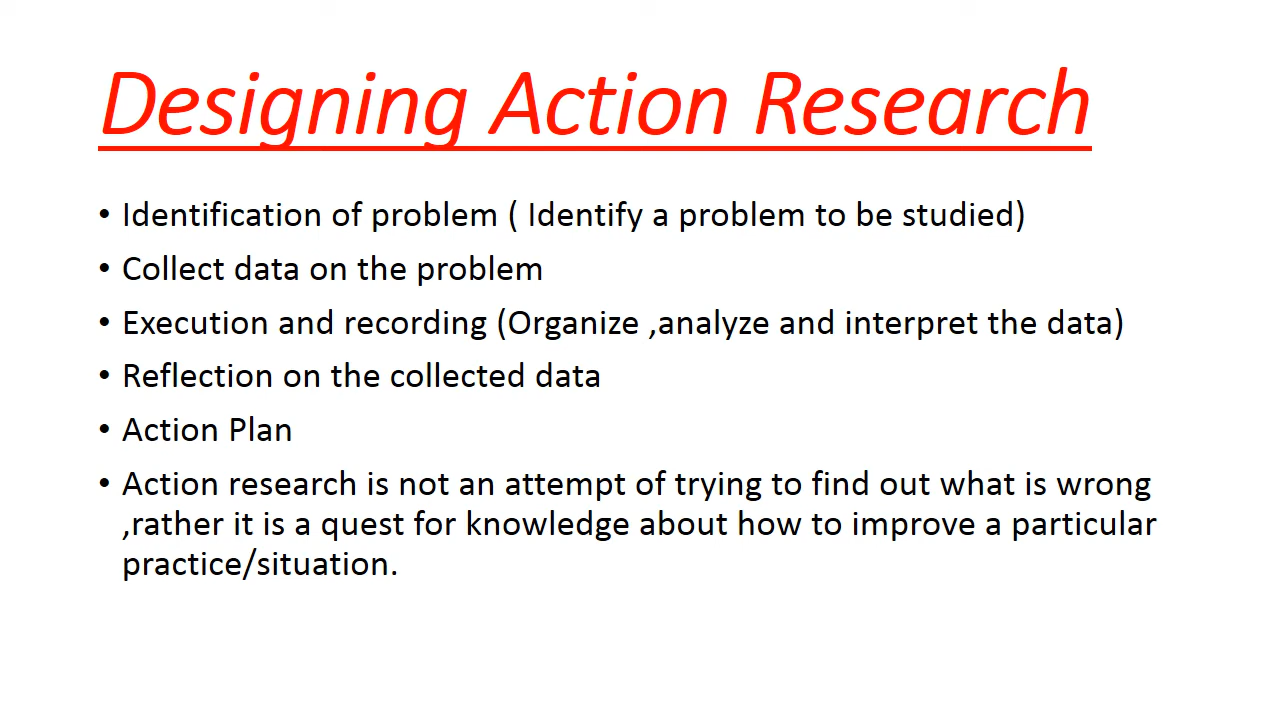 Designing Action Research
• Identification of problem ( Identify a problem to be studied)
• Collect data on the problem
• Execution and recording (Organize ,analyze and interpret the data)
• Reflection on the collected data
• Action Plan
• Action research is not an attempt of trying to find out what is wrong
,rather it is a quest for knowledge about how to improve a particular
practice/situation.